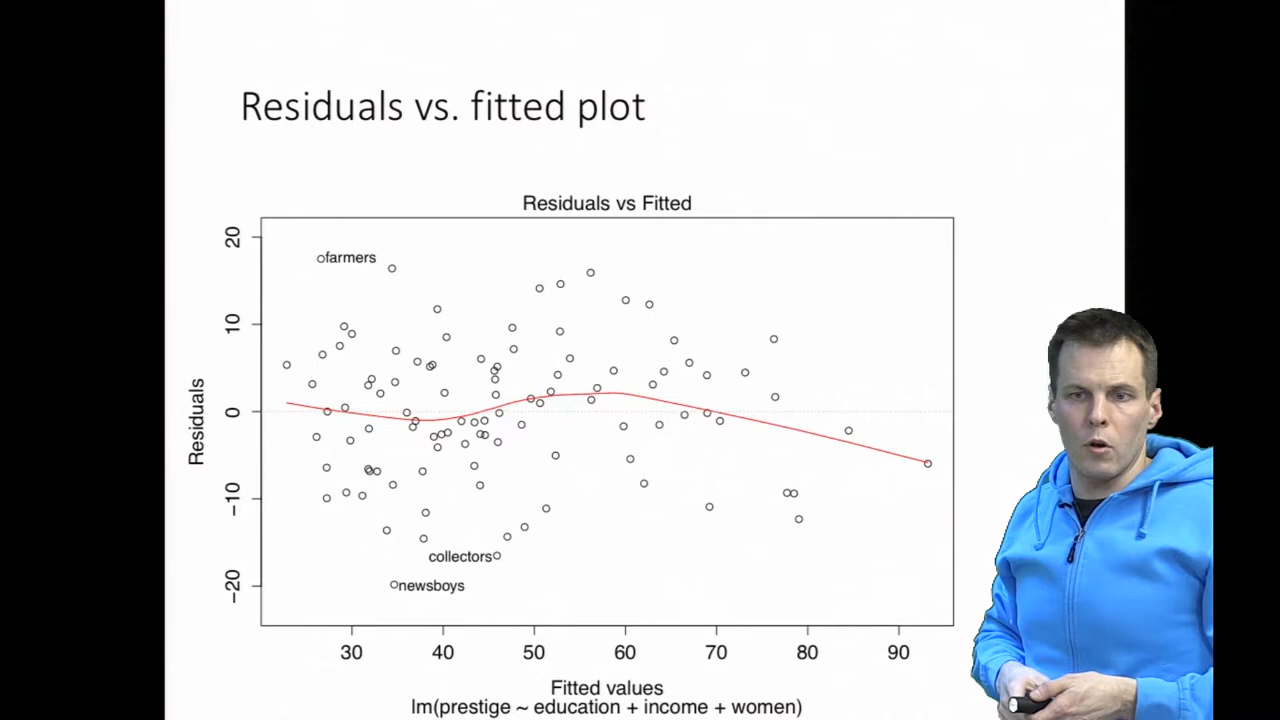 Residuals vs. fitted plot
Residuals vs Fitted
20
10
0
−10
−20
Residuals
farmers
collectors
newsboys
30 40 50 60 70 80 90
Fitted values
lm(prestige ~ education + income + women)